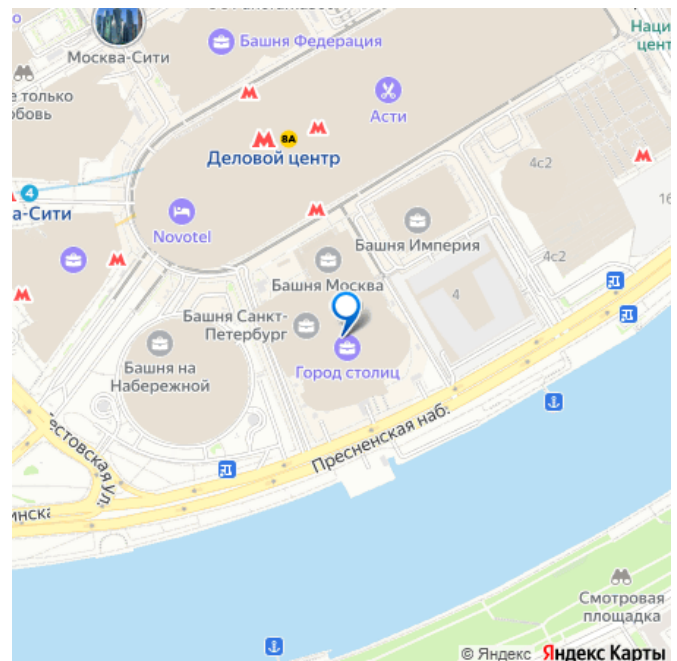 Башня Федерация
Наци
цент
Москва-Сити
е только
Асти
8А
Деловой центр
4с2
4
а-Сити
16
Novotel
Башня Империя
4с2
Башня Москва
4
Башня Санкт-
Петербург
Башня на
Набережной
Город столиц
Пресненская наб.
естовская ул.
инска
Смотровая
площадка
© Яндекс Яндекс Карты